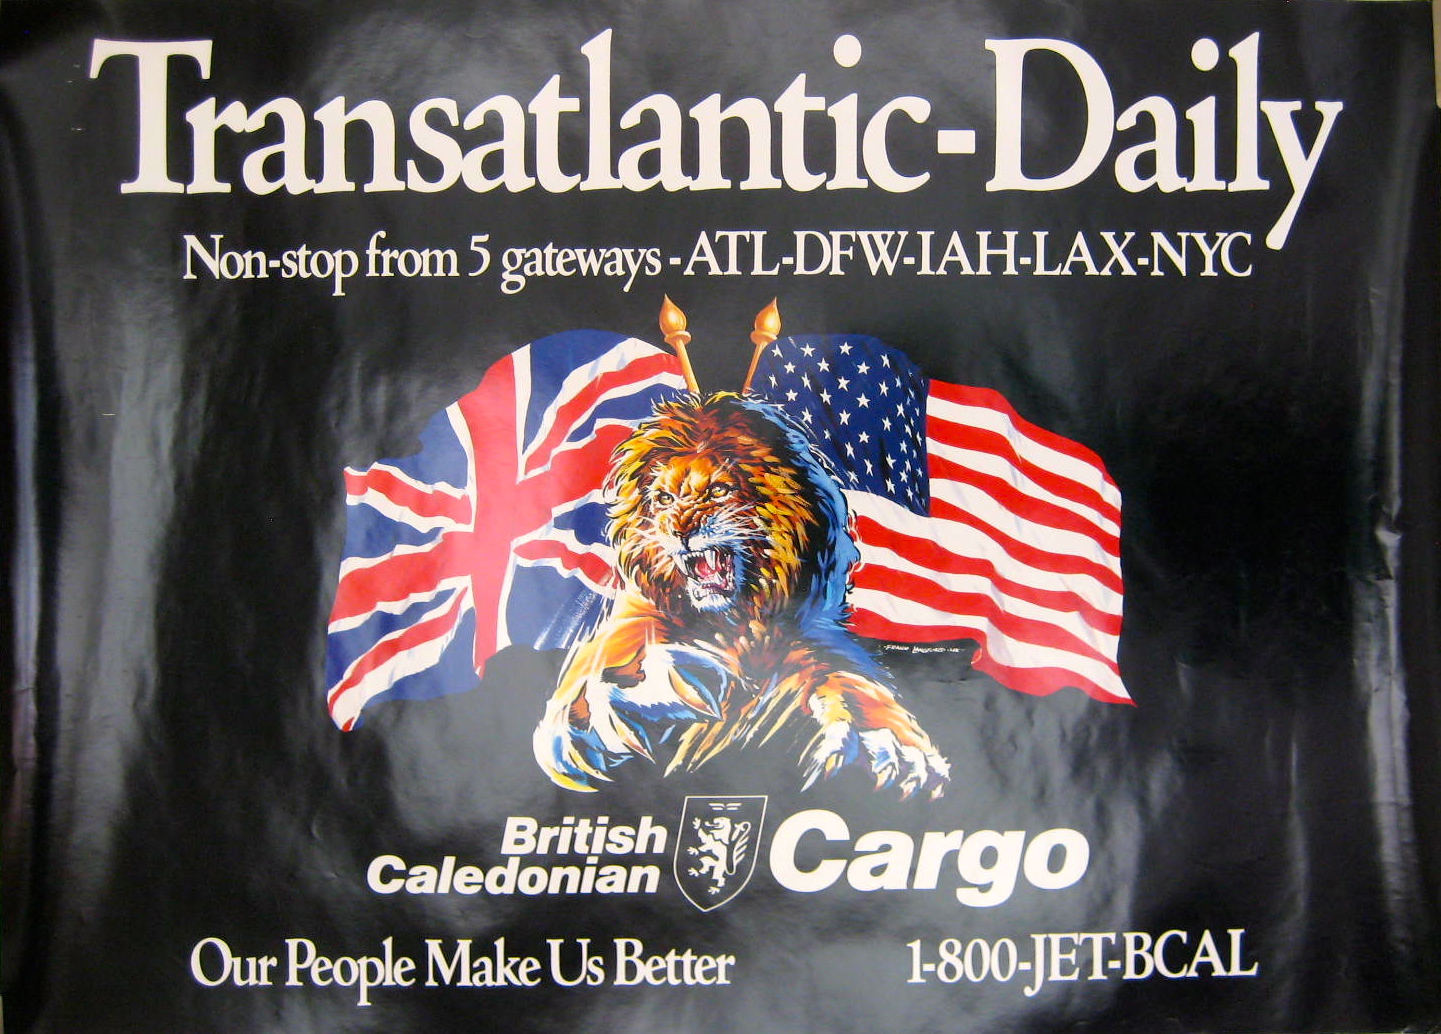 Transatlantic-Daily
Non-stop from 5 gateways - ATL-DFW-IAH-LAX-NYC
British
Caledonian
Cargo
Our People Make Us Better
1-800-JET-BCAL